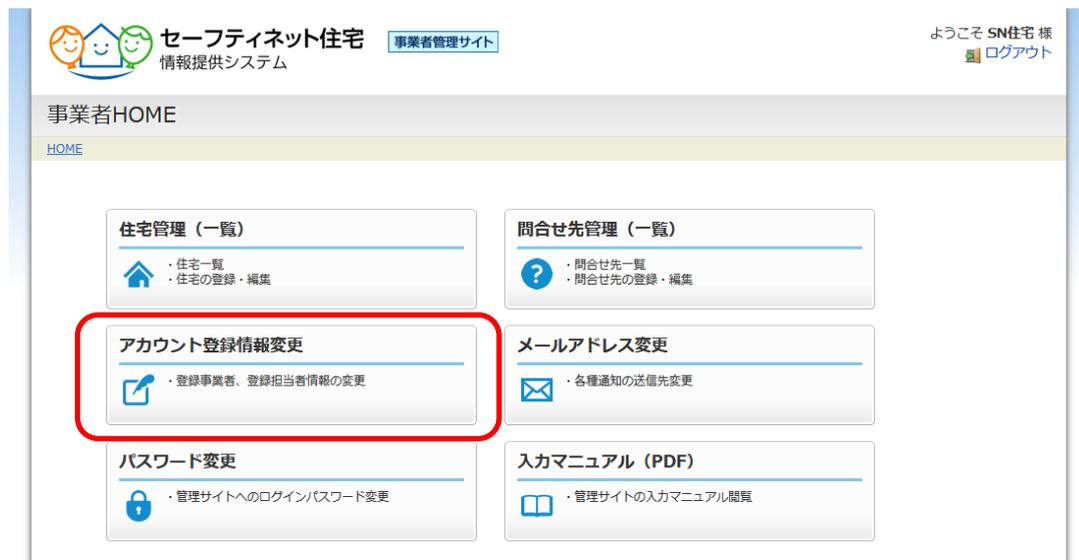 セーフティネット住宅
情報提供システム
事業者管理サイト
ようこそ SN住宅 様
ログアウト
事業者HOME
HOME
住宅管理（一覧）
・住宅一覧
・住宅の登録・編集
問合せ先管理（一覧）
・問合せ先一覧
・問合せ先の登録・編集
アカウント登録情報変更
・登録事業者、登録担当者情報の変更
メールアドレス変更
・各種通知の送信先変更
パスワード変更
・管理サイトへのログインパスワード変更
入力マニュアル（PDF）
・管理サイトの入力マニュアル閲覧